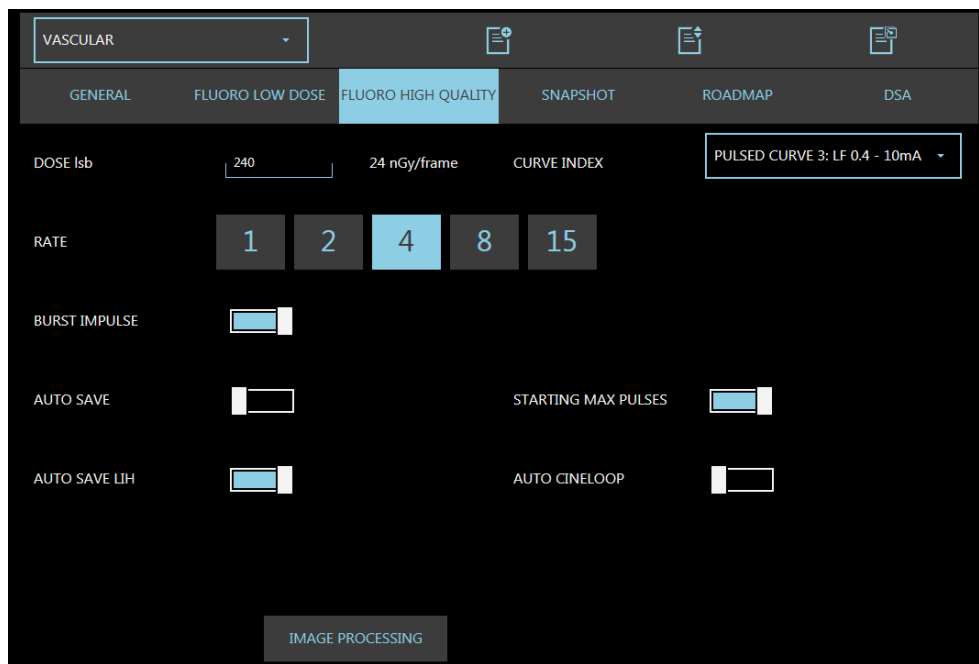 VASCULAR
GENERAL FLUORO LOW DOSE FLUORO HIGH QUALITY SNAPSHOT ROADMAP DSA
DOSE lsb 240 24 nGy/frame CURVE INDEX PULSED CURVE 3: LF 0.4 - 10mA
RATE 1 2 4 8 15
BURST IMPULSE
AUTO SAVE STARTING MAX PULSES
AUTO SAVE LIH AUTO CINELOOP
IMAGE PROCESSING